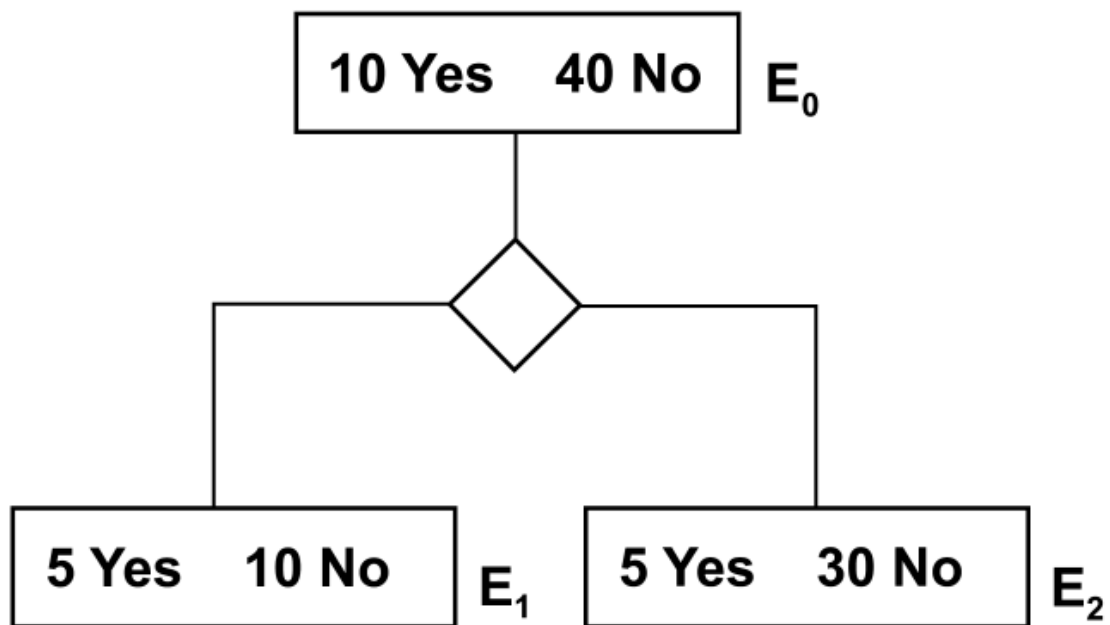 10 Yes 40 No E₀
5 Yes 10 No E₁ 5 Yes 30 No E₂